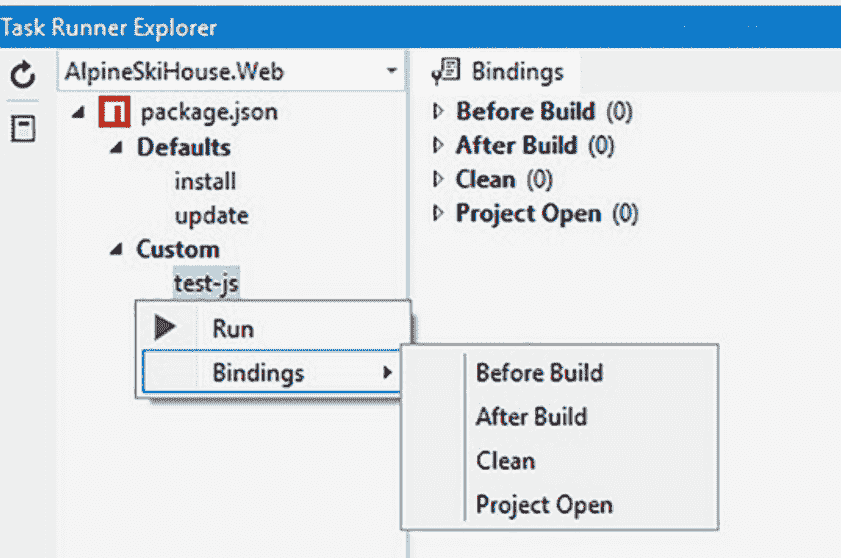 Task Runner Explorer
AlpineSkiHouse.Web
package.json
Defaults
install
update
Custom
test-js
Run
Bindings
Bindings
Before Build (0)
After Build (0)
Clean (0)
Project Open (0)
Before Build
After Build
Clean
Project Open